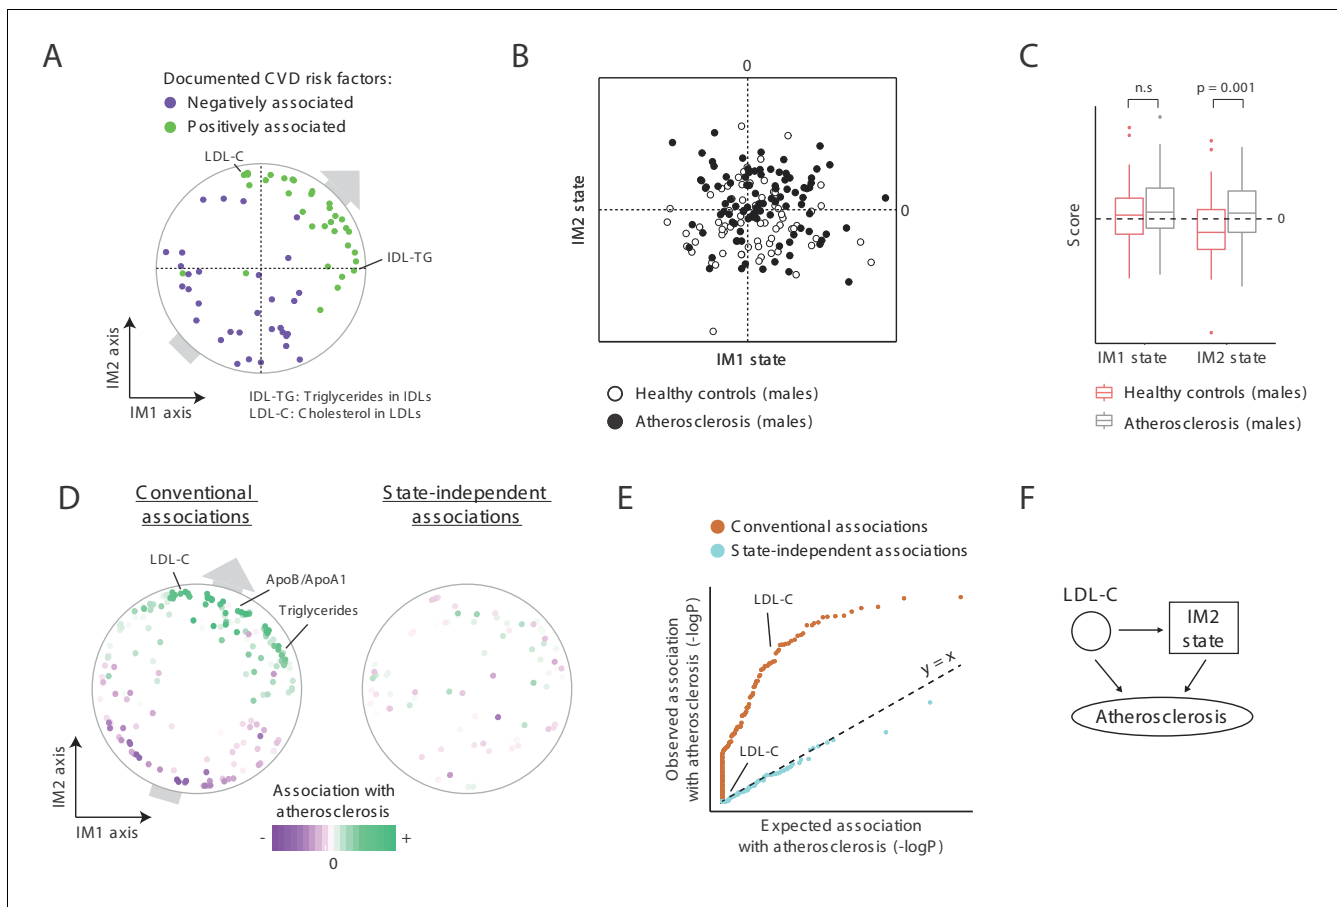 A
Documented CVD risk factors:
Negatively associated
Positively associated
LDL-C
IDL-TG
IM2 axis
IM1 axis
IDL-TG: Triglycerides in IDLs
LDL-C: Cholesterol in LDLs
B
0
IM2 state
0
IM1 state
Healthy controls (males)
Atherosclerosis (males)
C
n.s
p = 0.001
Score
0
IM1 state
IM2 state
Healthy controls (males)
Atherosclerosis (males)
D
Conventional
associations
State-independent
associations
LDL-C
ApoB/ApoA1
Triglycerides
IM2 axis
IM1 axis
Association with
atherosclerosis
-
+
0
E
Conventional associations
State-independent associations
LDL-C
y = x
LDL-C
Observed association
with atherosclerosis (-logP)
Expected association
with atherosclerosis (-logP)
F
LDL-C
IM2
state
Atherosclerosis